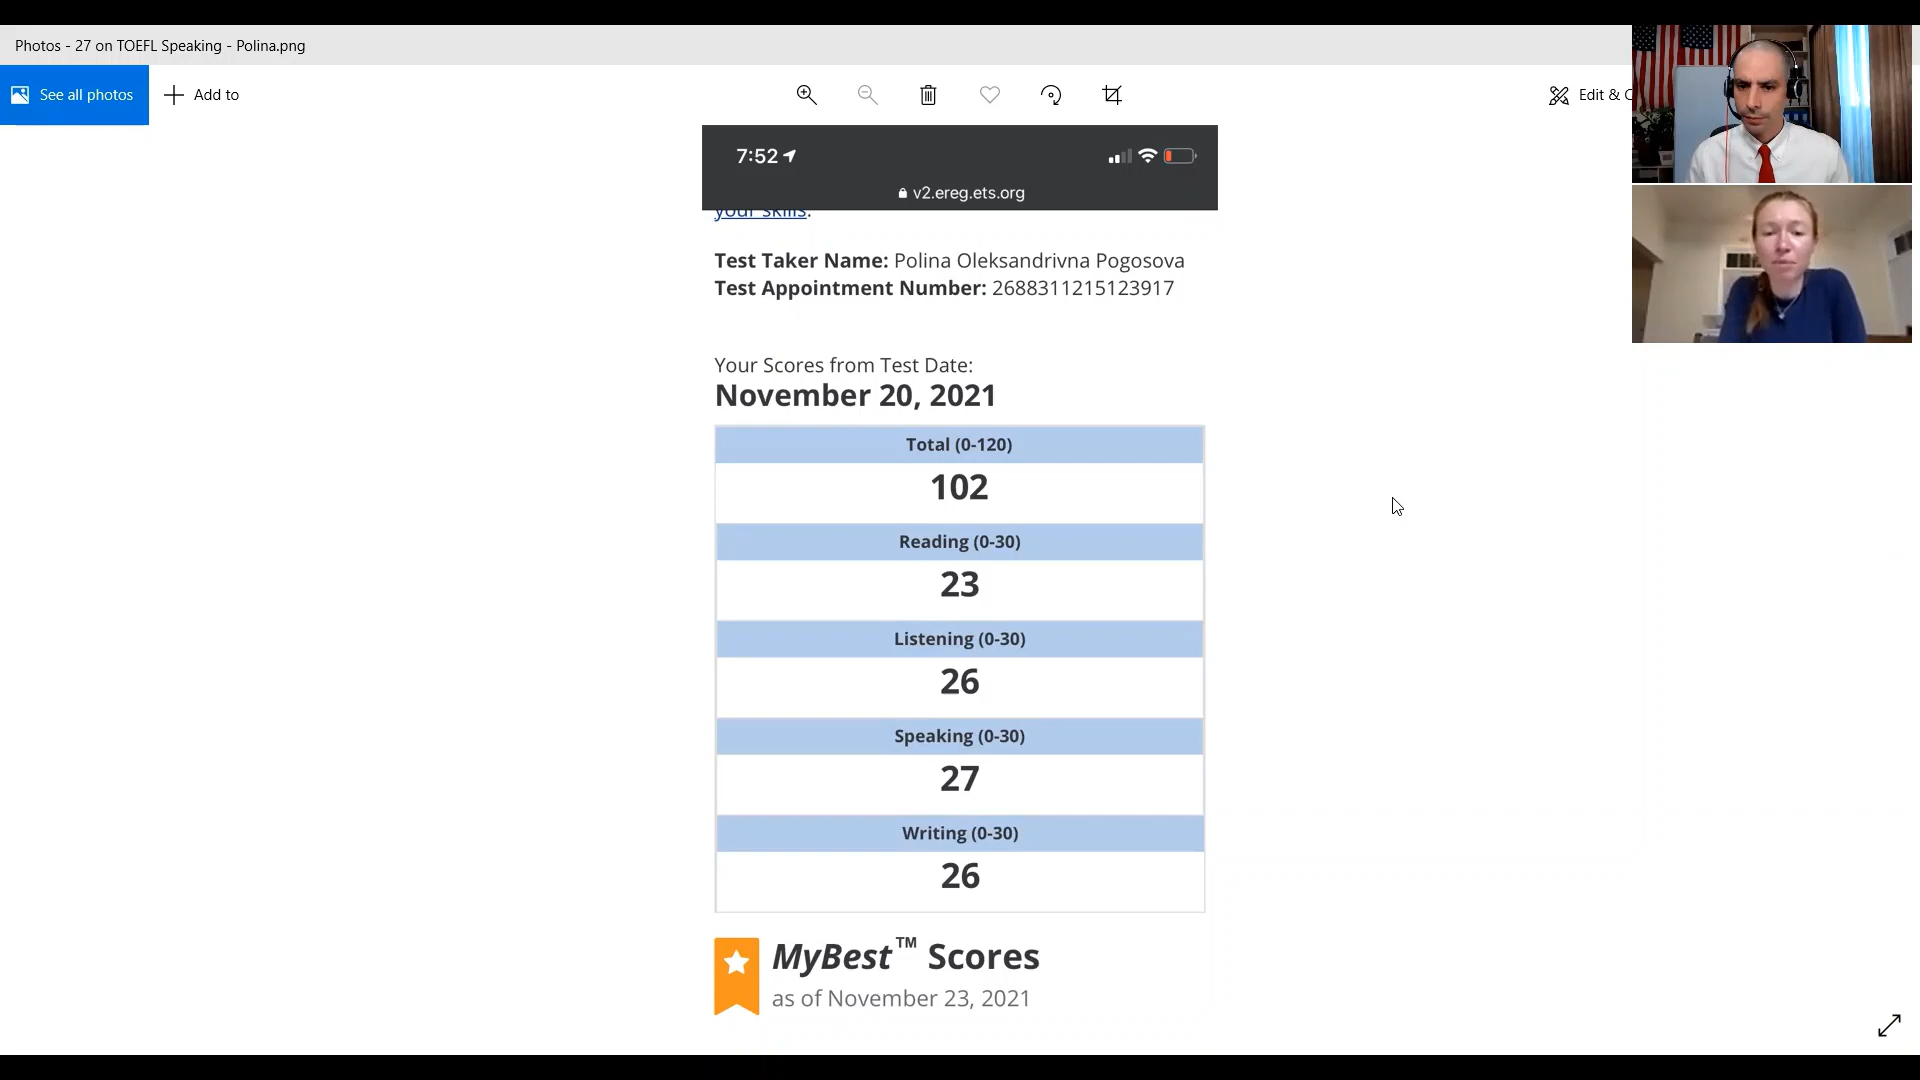 Photos - 27 on TOEFL Speaking - Polina.png
See all photos
Add to
Edit & C
7:52
v2.ereg.ets.org
your skills.
Test Taker Name: Polina Oleksandrivna Pogosova
Test Appointment Number: 2688311215123917
Your Scores from Test Date:
November 20, 2021
Total (0-120)
102
Reading (0-30)
23
Listening (0-30)
26
Speaking (0-30)
27
Writing (0-30)
26
MyBest™ Scores
as of November 23, 2021